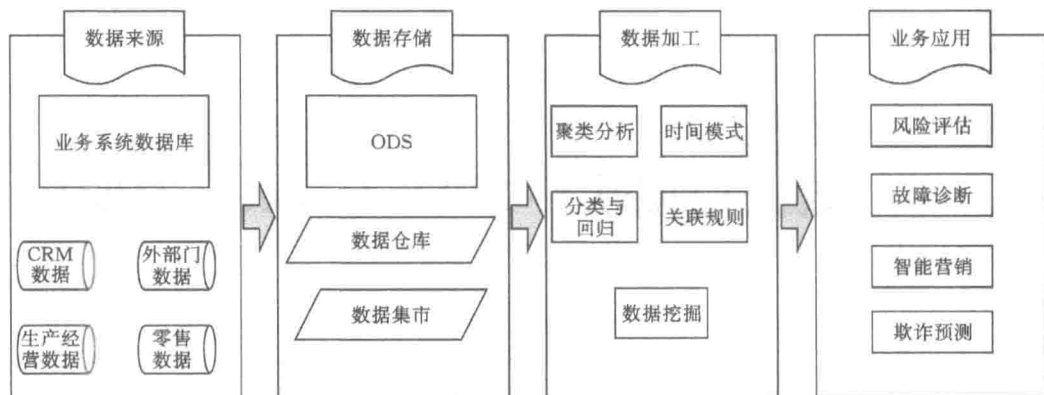 数据来源
业务系统数据库
CRM
数据
外部门
数据
生产经
营数据
零售
数据
数据存储
ODS
数据仓库
数据集市
数据加工
聚类分析
时间模式
分类与
回归
关联规则
数据挖掘
业务应用
风险评估
故障诊断
智能营销
欺诈预测